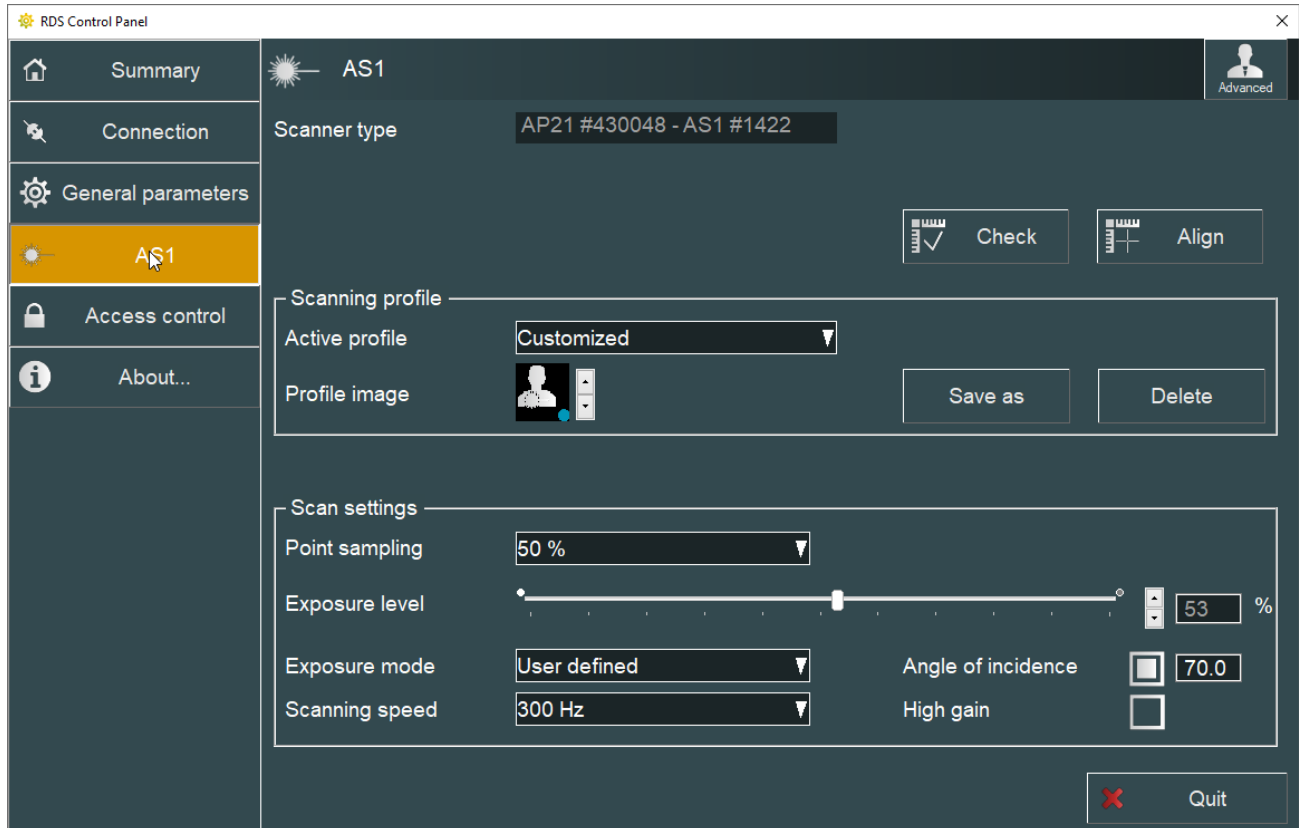 RDS Control Panel
Summary
Connection
General parameters
AS1
Access control
About...
AS1
Advanced
Scanner type
AP21 #430048 - AS1 #1422
Check
Align
Scanning profile
Active profile
Customized
Profile image
Save as
Delete
Scan settings
Point sampling
50 %
Exposure level
53 %
Exposure mode
User defined
Angle of incidence
70.0
Scanning speed
300 Hz
High gain
Quit